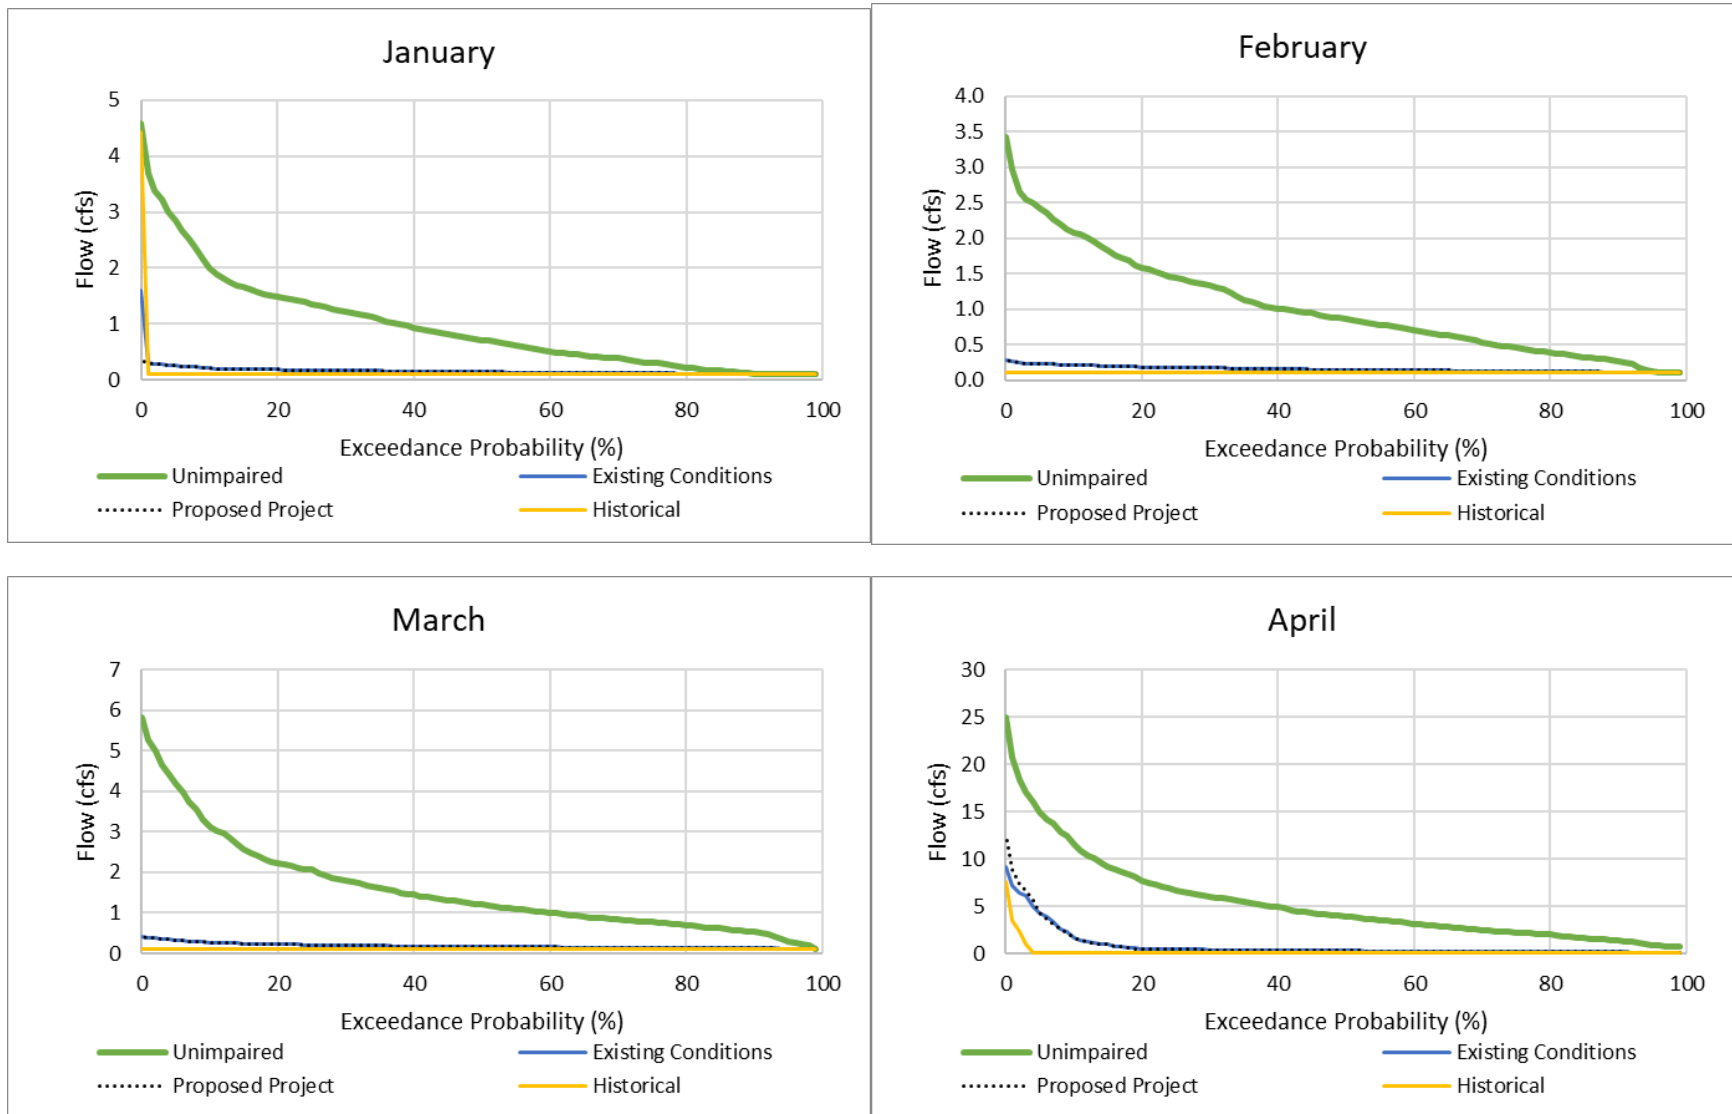 January
5
4
3
2
1
0
Flow (cfs)
0 20 40 60 80 100
Exceedance Probability (%)
Unimpaired Existing Conditions
Proposed Project Historical
February
4.0
3.5
3.0
2.5
2.0
1.5
1.0
0.5
0.0
Flow (cfs)
0 20 40 60 80 100
Exceedance Probability (%)
Unimpaired Existing Conditions
Proposed Project Historical
March
7
6
5
4
3
2
1
0
Flow (cfs)
0 20 40 60 80 100
Exceedance Probability (%)
Unimpaired Existing Conditions
Proposed Project Historical
April
30
25
20
15
10
5
0
Flow (cfs)
0 20 40 60 80 100
Exceedance Probability (%)
Unimpaired Existing Conditions
Proposed Project Historical